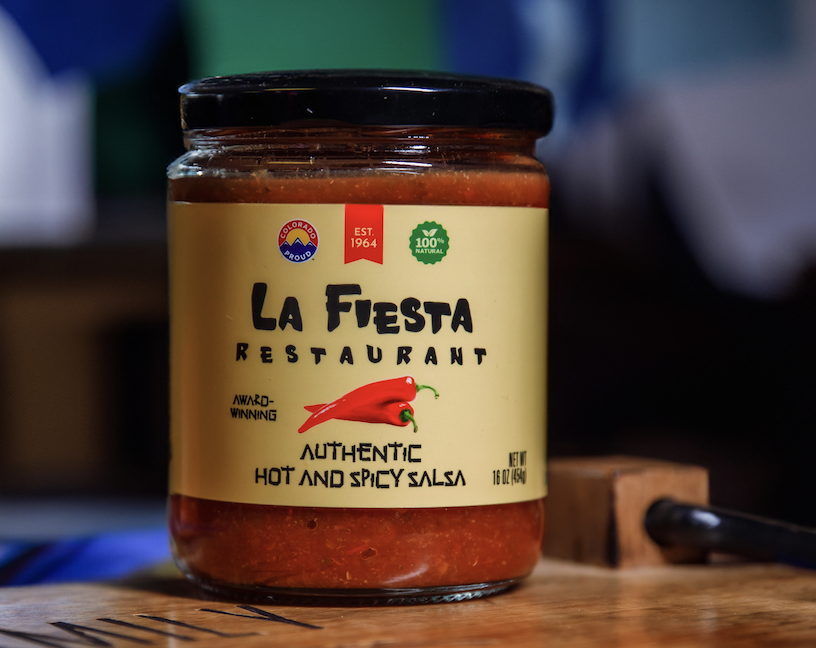 COLORADO
PROUD
EST.
1964
100%
NATURAL
LA FIESTA
RESTAURANT
AWARD-
WINNING
AUTHENTIC
HOT AND SPICY SALSA
NET WT
16 OZ (454g)